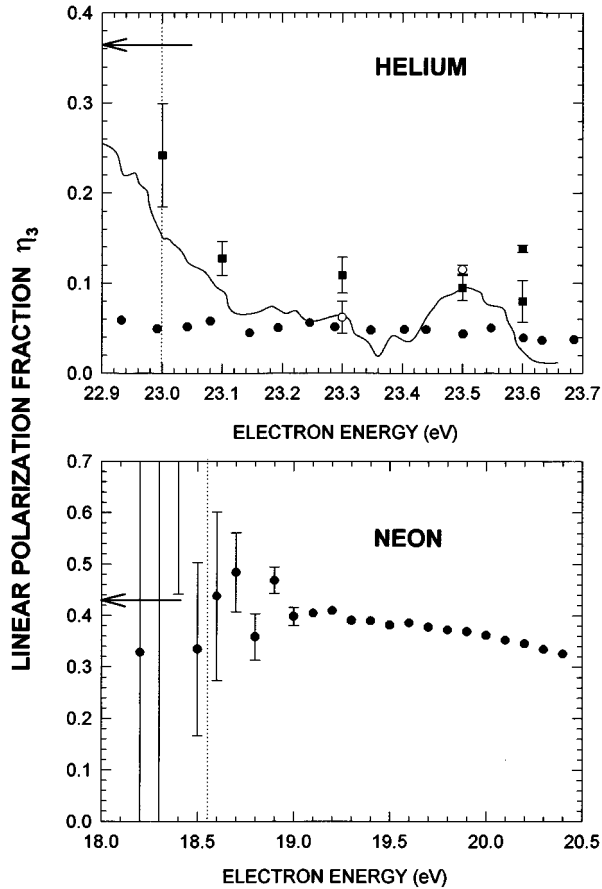 LINEAR POLARIZATION FRACTION η3
HELIUM
0.4
0.3
0.2
0.1
0.0
22.9 23.0 23.1 23.2 23.3 23.4 23.5 23.6 23.7
ELECTRON ENERGY (eV)
NEON
0.7
0.6
0.5
0.4
0.3
0.2
0.1
0.0
18.0 18.5 19.0 19.5 20.0 20.5
ELECTRON ENERGY (eV)